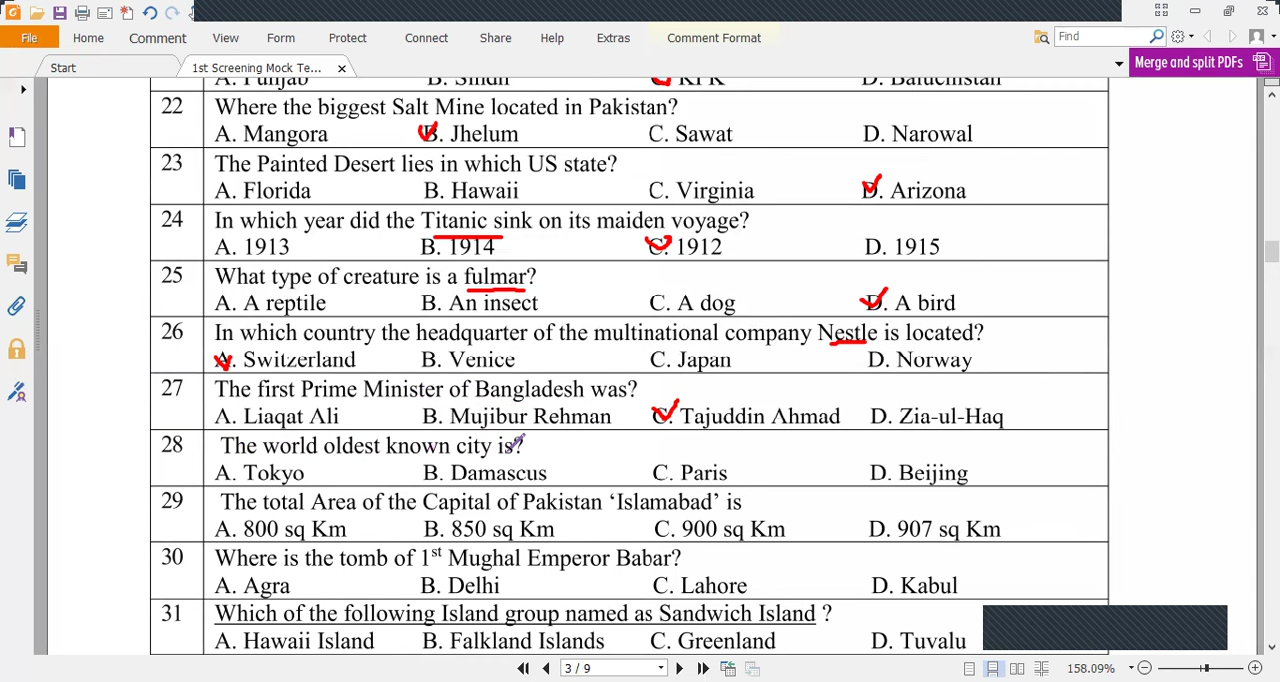 File Home Comment View Form Protect Connect Share Help Extras Comment Format Find
Start 1st Screening Mock Te... Merge and split PDFs
A. Punjab B. Sindh C. KPK D. Baluchistan
22 Where the biggest Salt Mine located in Pakistan?
A. Mangora B. Jhelum C. Sawat D. Narowal
23 The Painted Desert lies in which US state?
A. Florida B. Hawaii C. Virginia D. Arizona
24 In which year did the Titanic sink on its maiden voyage?
A. 1913 B. 1914 C. 1912 D. 1915
25 What type of creature is a fulmar?
A. A reptile B. An insect C. A dog D. A bird
26 In which country the headquarter of the multinational company Nestle is located?
A. Switzerland B. Venice C. Japan D. Norway
27 The first Prime Minister of Bangladesh was?
A. Liaqat Ali B. Mujibur Rehman C. Tajuddin Ahmad D. Zia-ul-Haq
28 The world oldest known city is?
A. Tokyo B. Damascus C. Paris D. Beijing
29 The total Area of the Capital of Pakistan ‘Islamabad’ is
A. 800 sq Km B. 850 sq Km C. 900 sq Km D. 907 sq Km
30 Where is the tomb of 1st Mughal Emperor Babar?
A. Agra B. Delhi C. Lahore D. Kabul
31 Which of the following Island group named as Sandwich Island ?
A. Hawaii Island B. Falkland Islands C. Greenland D. Tuvalu
3 / 9 158.09%